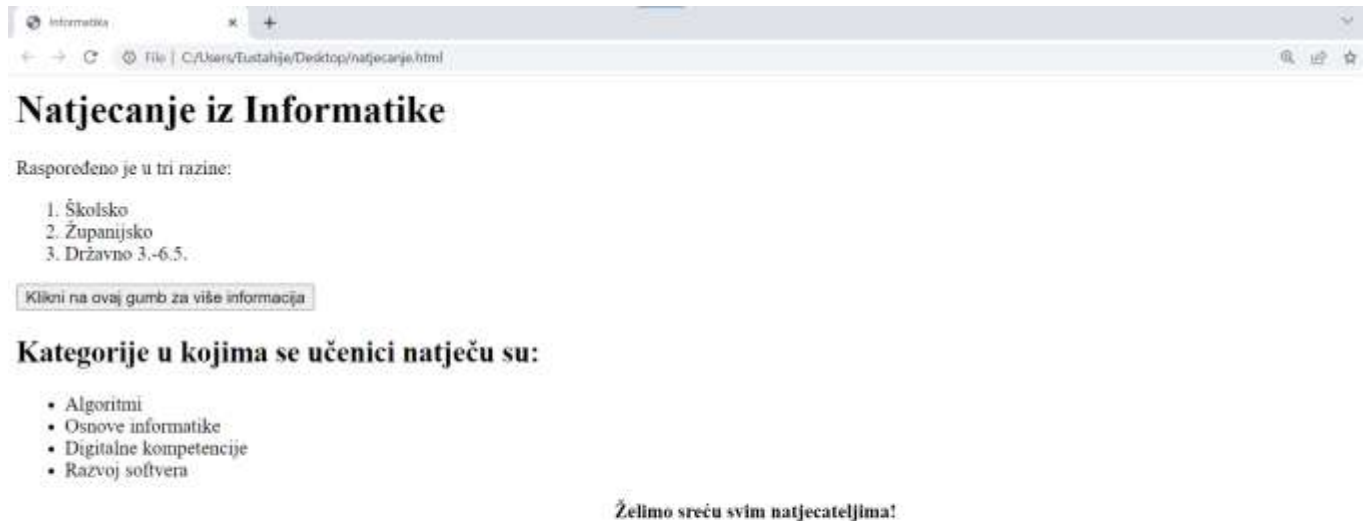 Informatika
File | C:/Users/Eustahije/Desktop/natjecanje.html
Natjecanje iz Informatike
Raspoređeno je u tri razine:
1. Školsko
2. Županijsko
3. Državno 3.-6.5.
Klikni na ovaj gumb za više informacija
Kategorije u kojima se učenici natječu su:
• Algoritmi
• Osnove informatike
• Digitalne kompetencije
• Razvoj softvera
Želimo sreću svim natjecateljima!